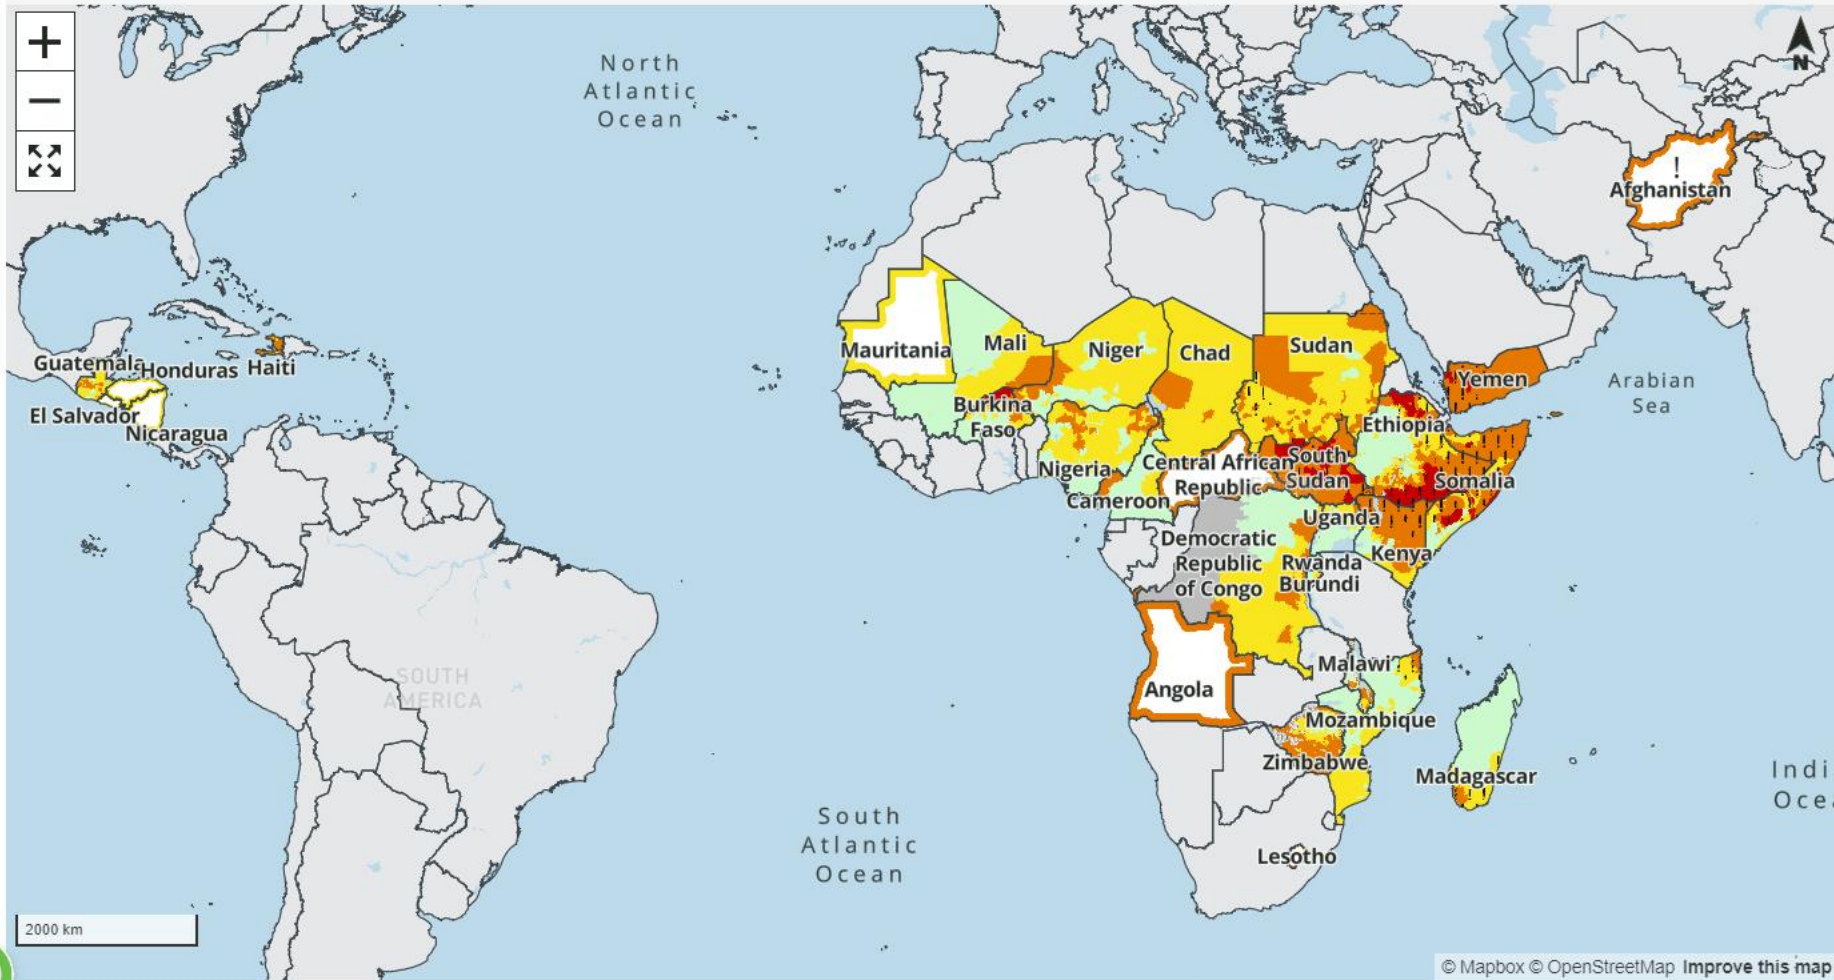 +
−
N
North
Atlantic
Ocean
!
Afghanistan
Mauritania
Mali
Niger
Chad
Sudan
Yemen
Arabian
Sea
Guatemala
Honduras
Haiti
El Salvador
Nicaragua
Burkina
Faso
Ethiopia
Nigeria
Central African
Republic
South
Sudan
Somalia
Cameroon
Uganda
Democratic
Republic
of Congo
Rwanda
Burundi
Kenya
SOUTH
AMERICA
Angola
Malawi
Mozambique
Zimbabwe
Madagascar
Indi
Ocea
South
Atlantic
Ocean
Lesotho
2000 km
© Mapbox © OpenStreetMap Improve this map